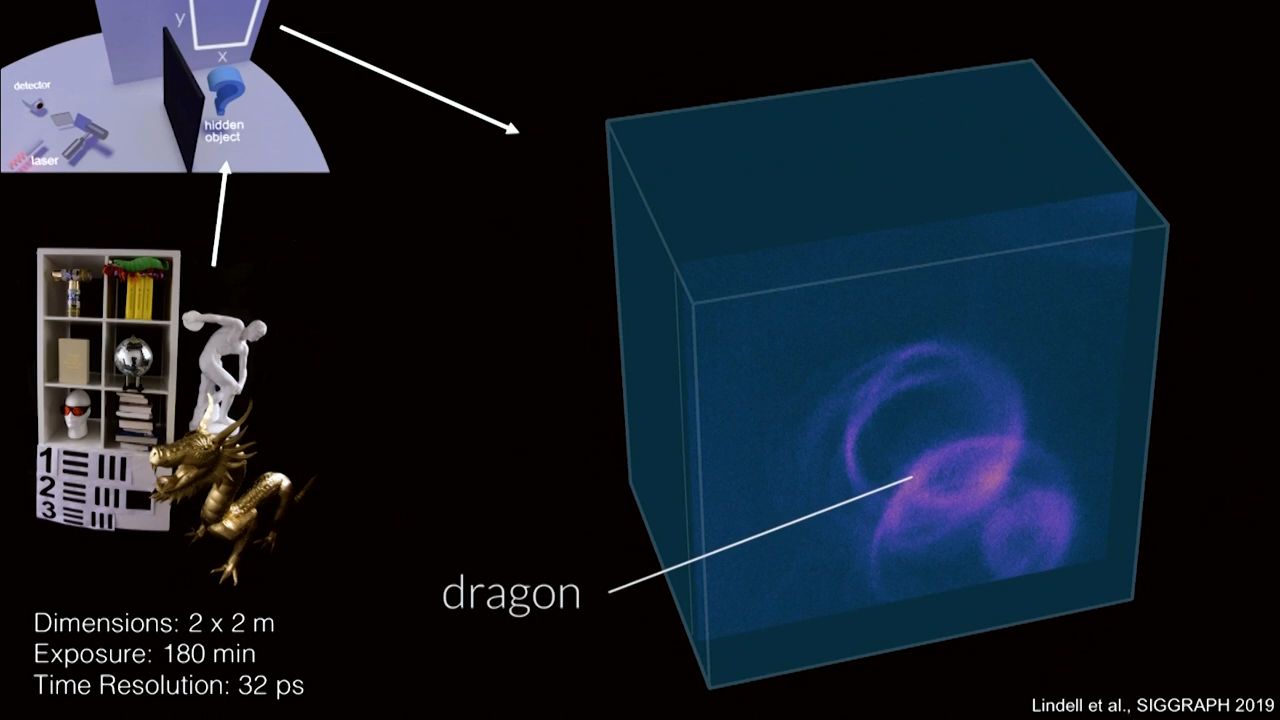 y
x
detector
hidden
object
laser
1
2
3
dragon
Dimensions: 2 x 2 m
Exposure: 180 min
Time Resolution: 32 ps
Lindell et al., SIGGRAPH 2019